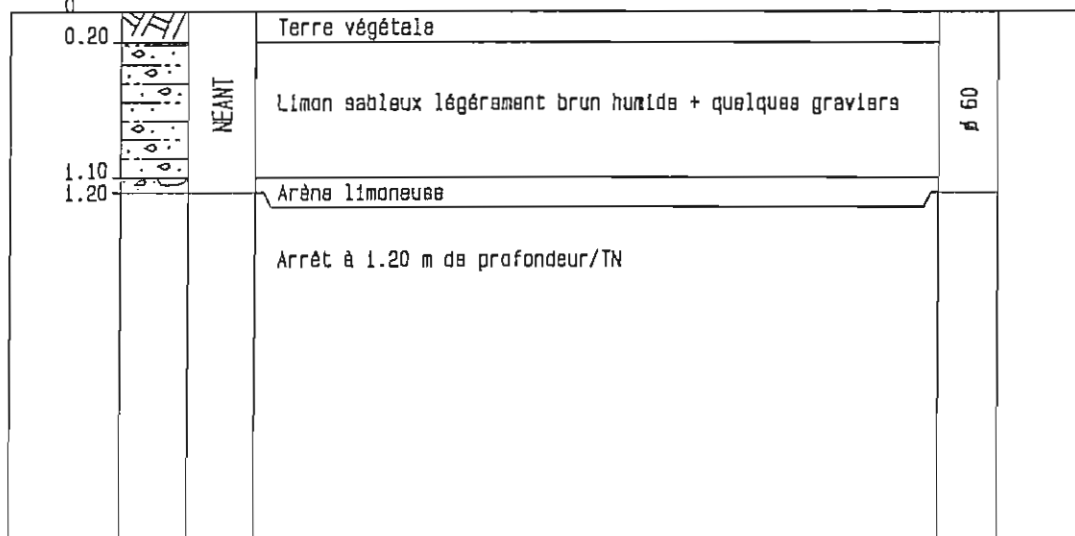 0
Terre végétale
0.20
NEANT
Limon sableux légérement brun humide + quelques graviers
ø 60
1.10
1.20
Arène limoneuse
Arrêt à 1.20 m de profondeur/TN